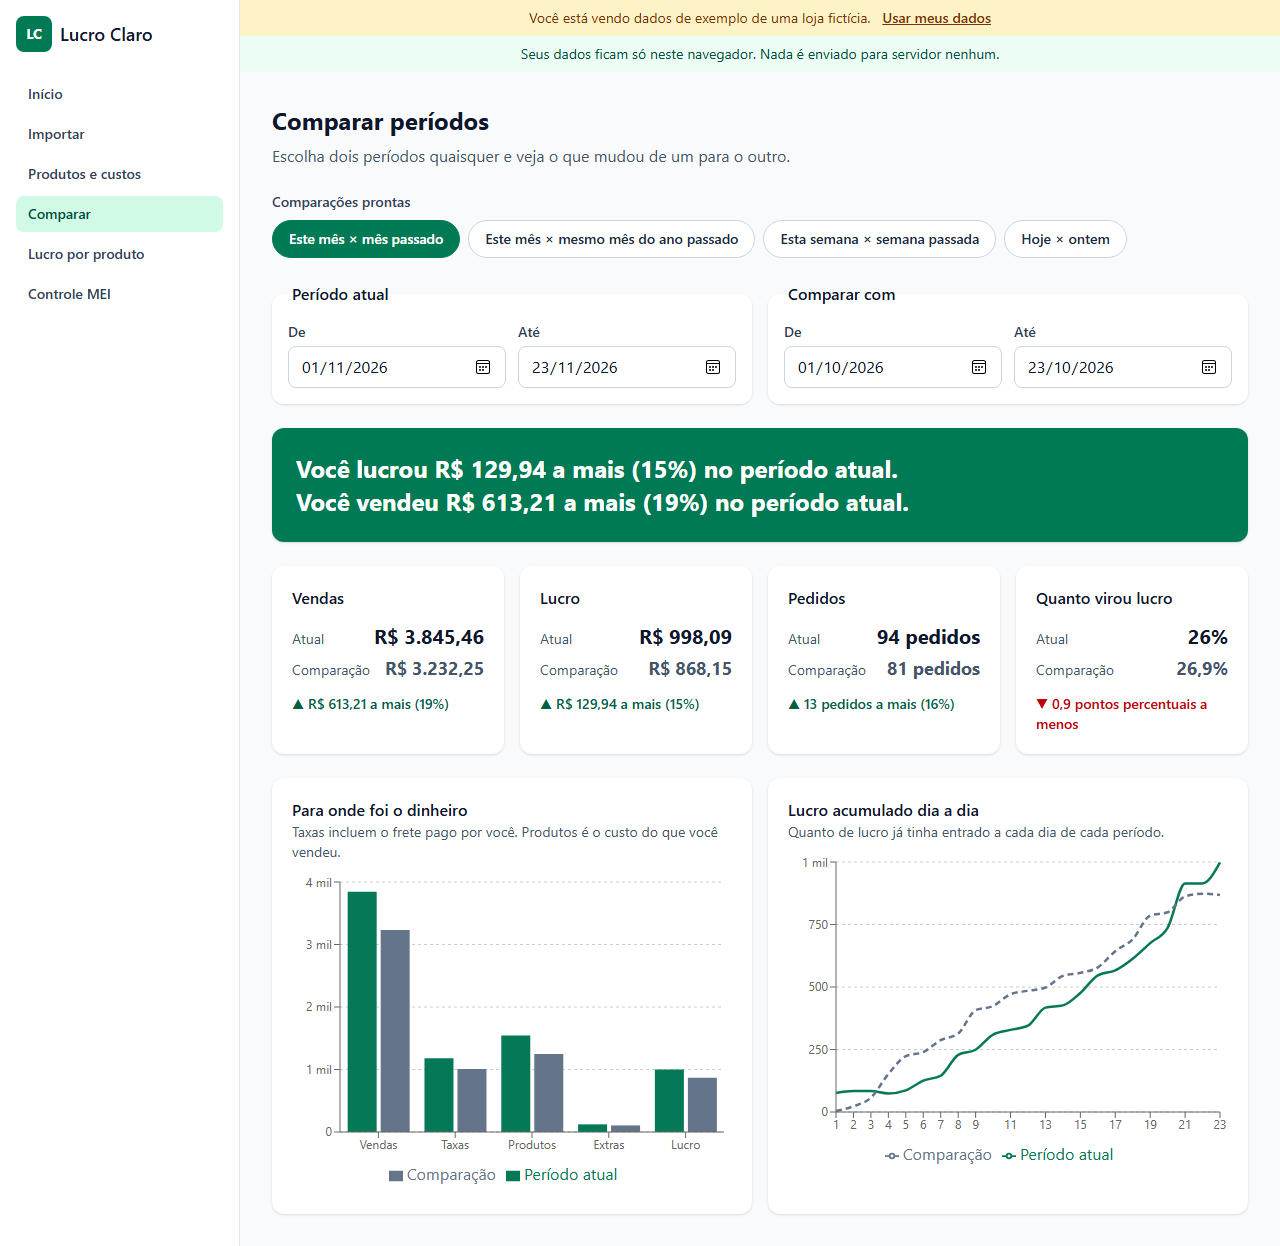 LC Lucro Claro
Início
Importar
Produtos e custos
Comparar
Lucro por produto
Controle MEI
Você está vendo dados de exemplo de uma loja fictícia. Usar meus dados
Seus dados ficam só neste navegador. Nada é enviado para servidor nenhum.
Comparar períodos
Escolha dois períodos quaisquer e veja o que mudou de um para o outro.
Comparações prontas
Este mês × mês passado
Este mês × mesmo mês do ano passado
Esta semana × semana passada
Hoje × ontem
Período atual
De
Até
01/11/2026
23/11/2026
Comparar com
De
Até
01/10/2026
23/10/2026
Você lucrou R$ 129,94 a mais (15%) no período atual.
Você vendeu R$ 613,21 a mais (19%) no período atual.
Vendas
Atual R$ 3.845,46
Comparação R$ 3.232,25
▲ R$ 613,21 a mais (19%)
Lucro
Atual R$ 998,09
Comparação R$ 868,15
▲ R$ 129,94 a mais (15%)
Pedidos
Atual 94 pedidos
Comparação 81 pedidos
▲ 13 pedidos a mais (16%)
Quanto virou lucro
Atual 26%
Comparação 26,9%
▼ 0,9 pontos percentuais a
menos
Para onde foi o dinheiro
Taxas incluem o frete pago por você. Produtos é o custo do que você
vendeu.
4 mil
3 mil
2 mil
1 mil
0
Vendas Taxas Produtos Extras Lucro
Comparação Período atual
Lucro acumulado dia a dia
Quanto de lucro já tinha entrado a cada dia de cada período.
1 mil
750
500
250
0
1 2 3 4 5 6 7 8 9 11 13 15 17 19 21 23
Comparação Período atual